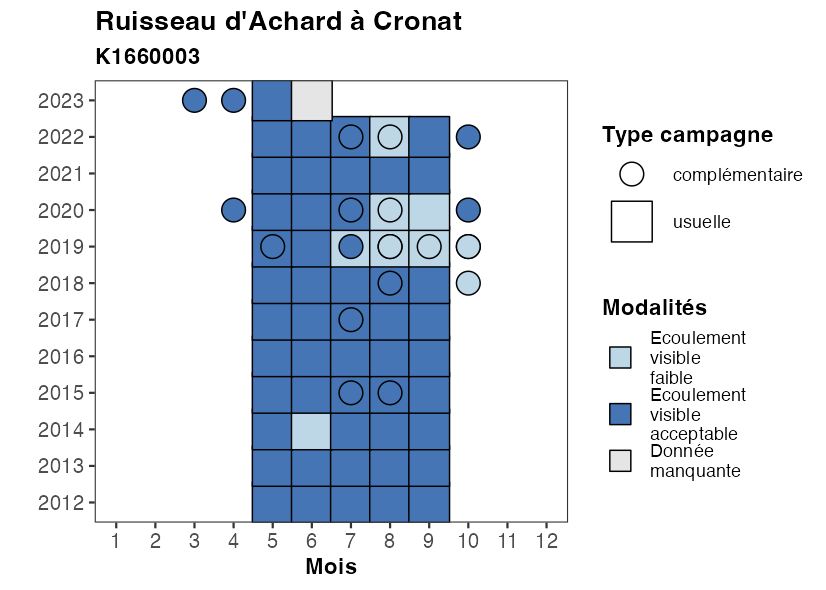 Ruisseau d'Achard à Cronat
K1660003
2023
2022
2021
2020
2019
2018
2017
2016
2015
2014
2013
2012
1 2 3 4 5 6 7 8 9 10 11 12
Mois
Type campagne
complémentaire
usuelle
Modalités
Ecoulement
visible
faible
Ecoulement
visible
acceptable
Donnée
manquante